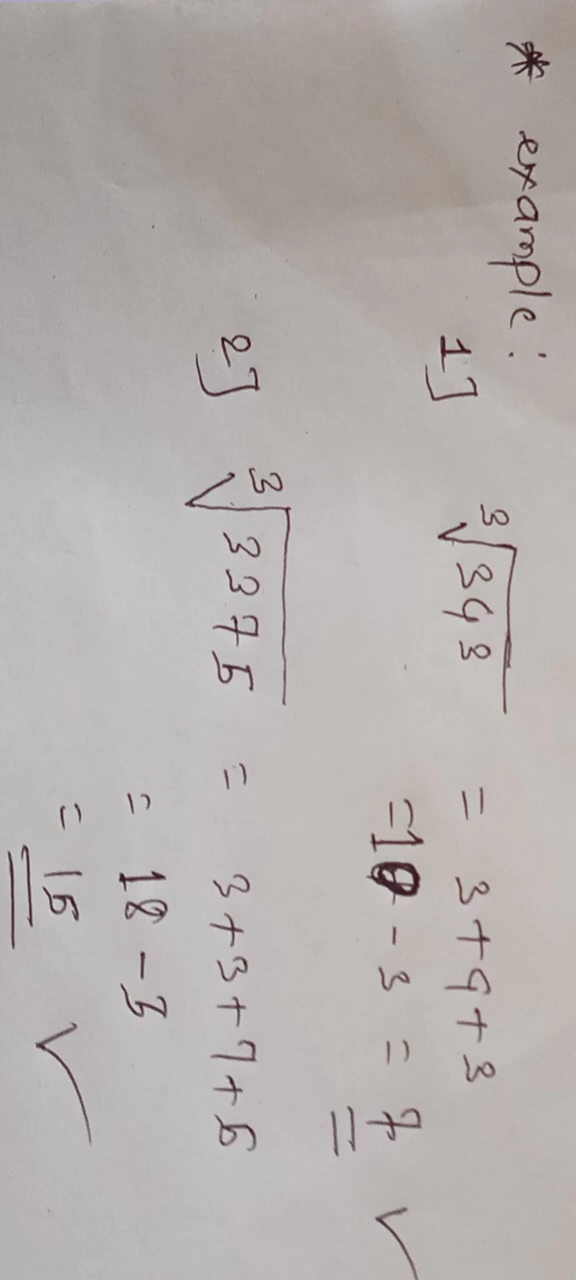 * example:
1] ∛343 = 3+4+3
=10-3 = 7 ✓
2] ∛3375 = 3+3+7+5
= 18-3
= 15 ✓